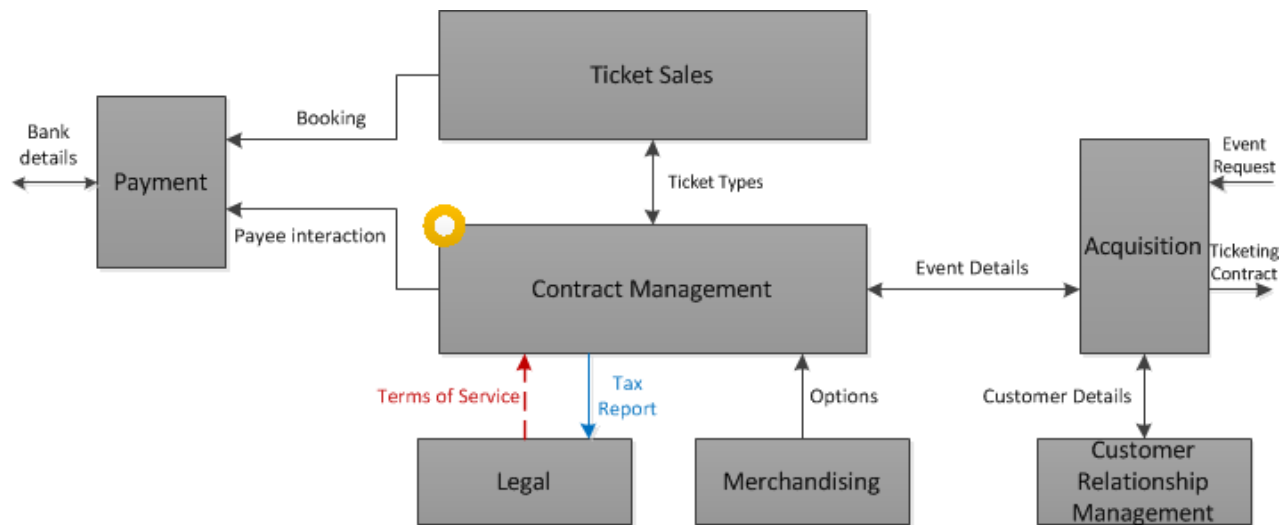 Ticket Sales
Booking
Bank
details
Payment
Event
Request
Ticket Types
Payee interaction
Acquisition
Event Details
Ticketing
Contract
Contract Management
Terms of Service
Tax
Report
Options
Customer Details
Legal
Merchandising
Customer
Relationship
Management